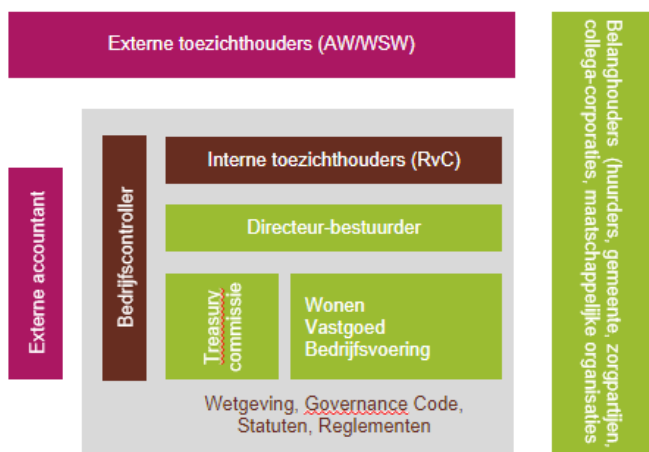 Externe toezichthouders (AW/WSW)
Externe accountant
Bedrijfscontroller
Interne toezichthouders (RvC)
Directeur-bestuurder
Treasury
commissie
Wonen
Vastgoed
Bedrijfsvoering
Wetgeving, Governance Code,
Statuten, Reglementen
Belanghouders (huurders, gemeente, zorgpartijen,
collega-corporaties, maatschappelijke organisaties